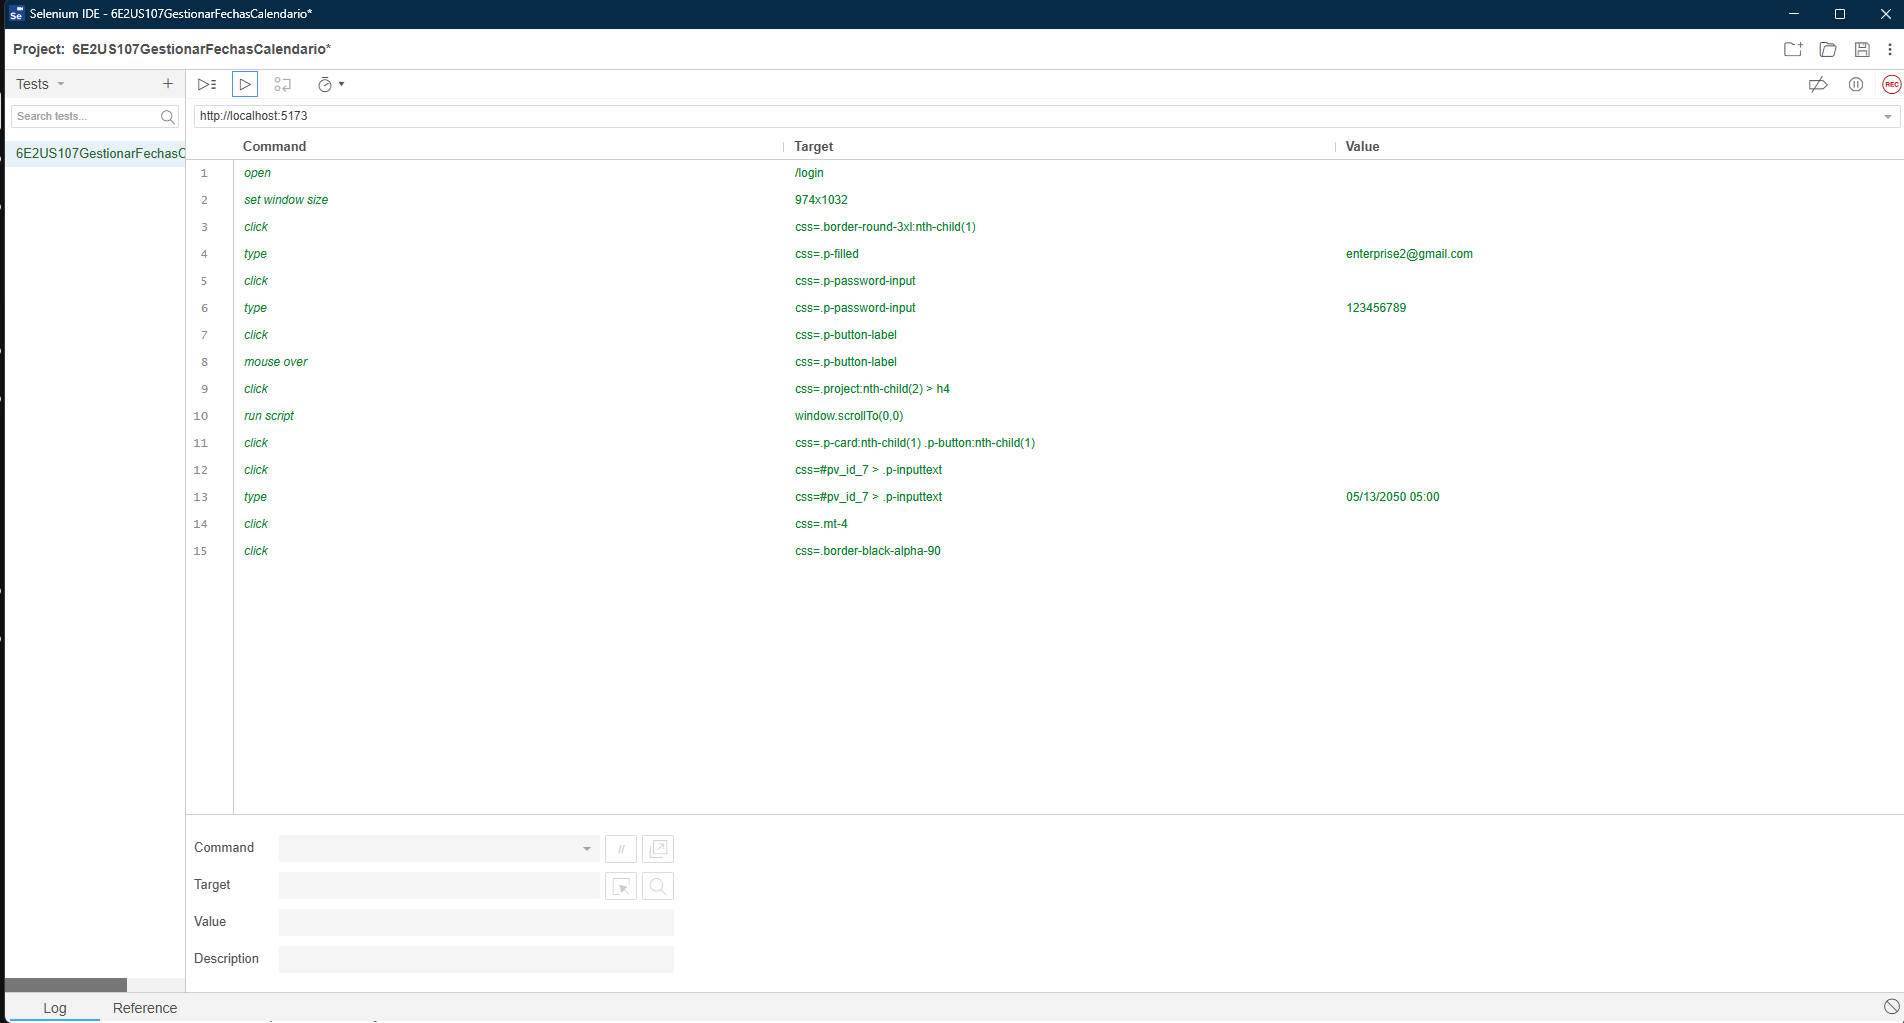 Selenium IDE - 6E2US107GestionarFechasCalendario*
Project: 6E2US107GestionarFechasCalendario*
Tests
Search tests...
6E2US107GestionarFechasC
http://localhost:5173
Command Target Value
1 open /login
2 set window size 974x1032
3 click css=.border-round-3xl:nth-child(1)
4 type css=.p-filled enterprise2@gmail.com
5 click css=.p-password-input
6 type css=.p-password-input 123456789
7 click css=.p-button-label
8 mouse over css=.p-button-label
9 click css=.project:nth-child(2) > h4
10 run script window.scrollTo(0,0)
11 click css=.p-card:nth-child(1) .p-button:nth-child(1)
12 click css=#pv_id_7 > .p-inputtext
13 type css=#pv_id_7 > .p-inputtext 05/13/2050 05:00
14 click css=.mt-4
15 click css=.border-black-alpha-90
Command //
Target
Value
Description
Log Reference
REC